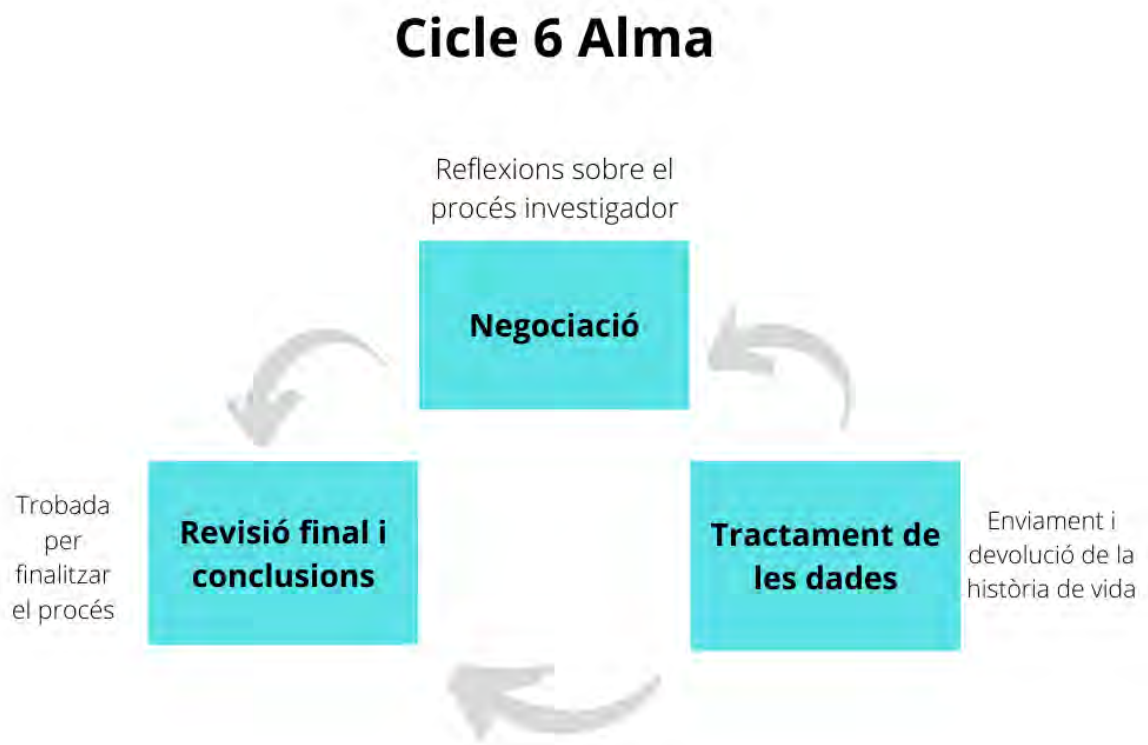 Cicle 6 Alma
Reflexions sobre el
procés investigador
Negociació
Trobada
per
finalitzar
el procés
Revisió final i
conclusions
Tractament de
les dades
Enviament i
devolució de la
història de vida